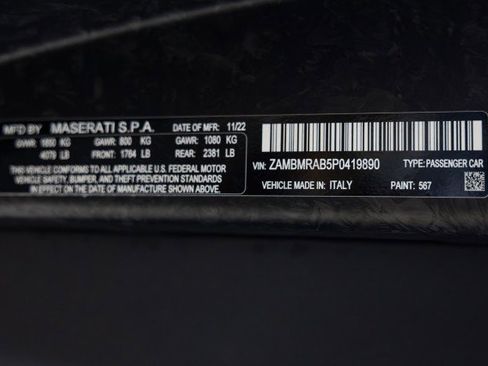 MFD BY MASERATI S.P.A. DATE OF MFR: 11/22
GVWR: 1850 KG GAWR: 800 KG GAWR: 1080 KG
4079 LB FRONT: 1764 LB REAR: 2381 LB
THIS VEHICLE CONFORMS TO ALL APPLICABLE U.S. FEDERAL MOTOR
VEHICLE SAFETY, BUMPER, AND THEFT PREVENTION STANDARDS
IN EFFECT ON THE DATE OF MANUFACTURE SHOWN ABOVE.
VIN: ZAMBMRAB5P0419890 TYPE: PASSENGER CAR
VEHICLE MADE IN: ITALY PAINT: 567